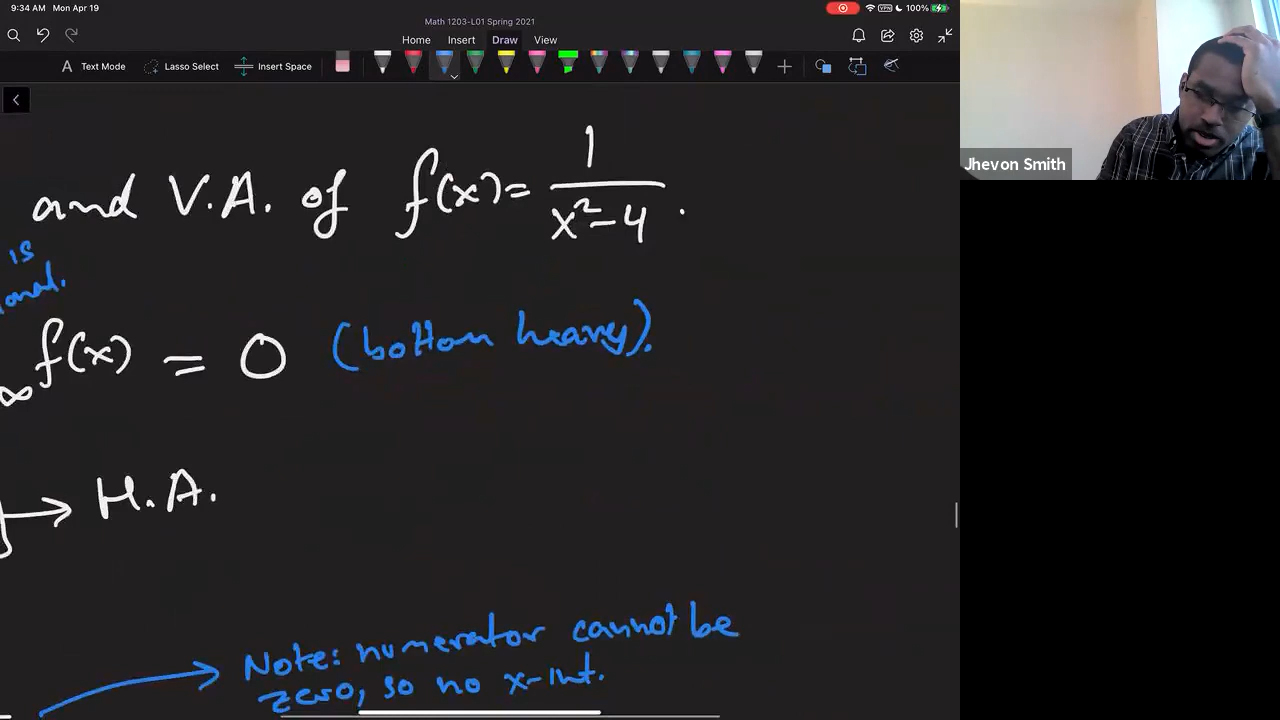 9:34 AM Mon Apr 19
100%
Math 1203-L01 Spring 2021
Home Insert Draw View
Text Mode Lasso Select Insert Space
Jhevon Smith
and V.A. of f(x) = 1/(x²-4).
is
onal.
∞ f(x) = 0 (bottom heavy).
→ H.A.
Note: numerator cannot be
zero, so no x-int.